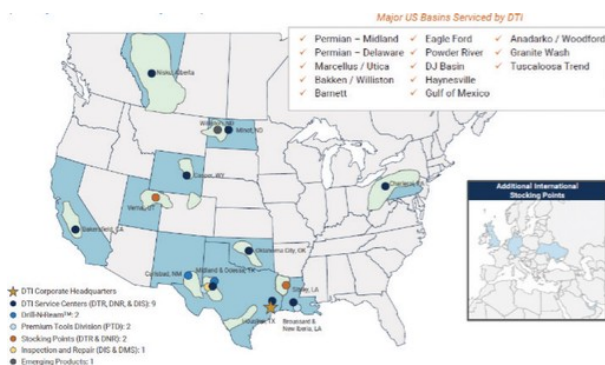 Major US Basins Serviced by DTI
✓ Permian – Midland
✓ Permian – Delaware
✓ Marcellus / Utica
✓ Bakken / Williston
✓ Barnett
✓ Eagle Ford
✓ Powder River
✓ DJ Basin
✓ Haynesville
✓ Gulf of Mexico
✓ Anadarko / Woodford
✓ Granite Wash
✓ Tuscaloosa Trend
Nisku, Alberta
Minot, ND
Casper, WY
Vernal, UT
Bakersfield, CA
Oklahoma City, OK
Carlsbad, NM
Midland & Odessa, TX
Houston, TX
Broussard &
New Iberia, LA
Additional International
Stocking Points
DTI Corporate Headquarters
DTI Service Centers (DTR, DNR, & DIS): 9
Drill-N-Ream™: 2
Premium Tools Division (PTD): 2
Stocking Points (DTR & DNR): 2
Inspection and Repair (DIS & DMS): 1
Emerging Products: 1